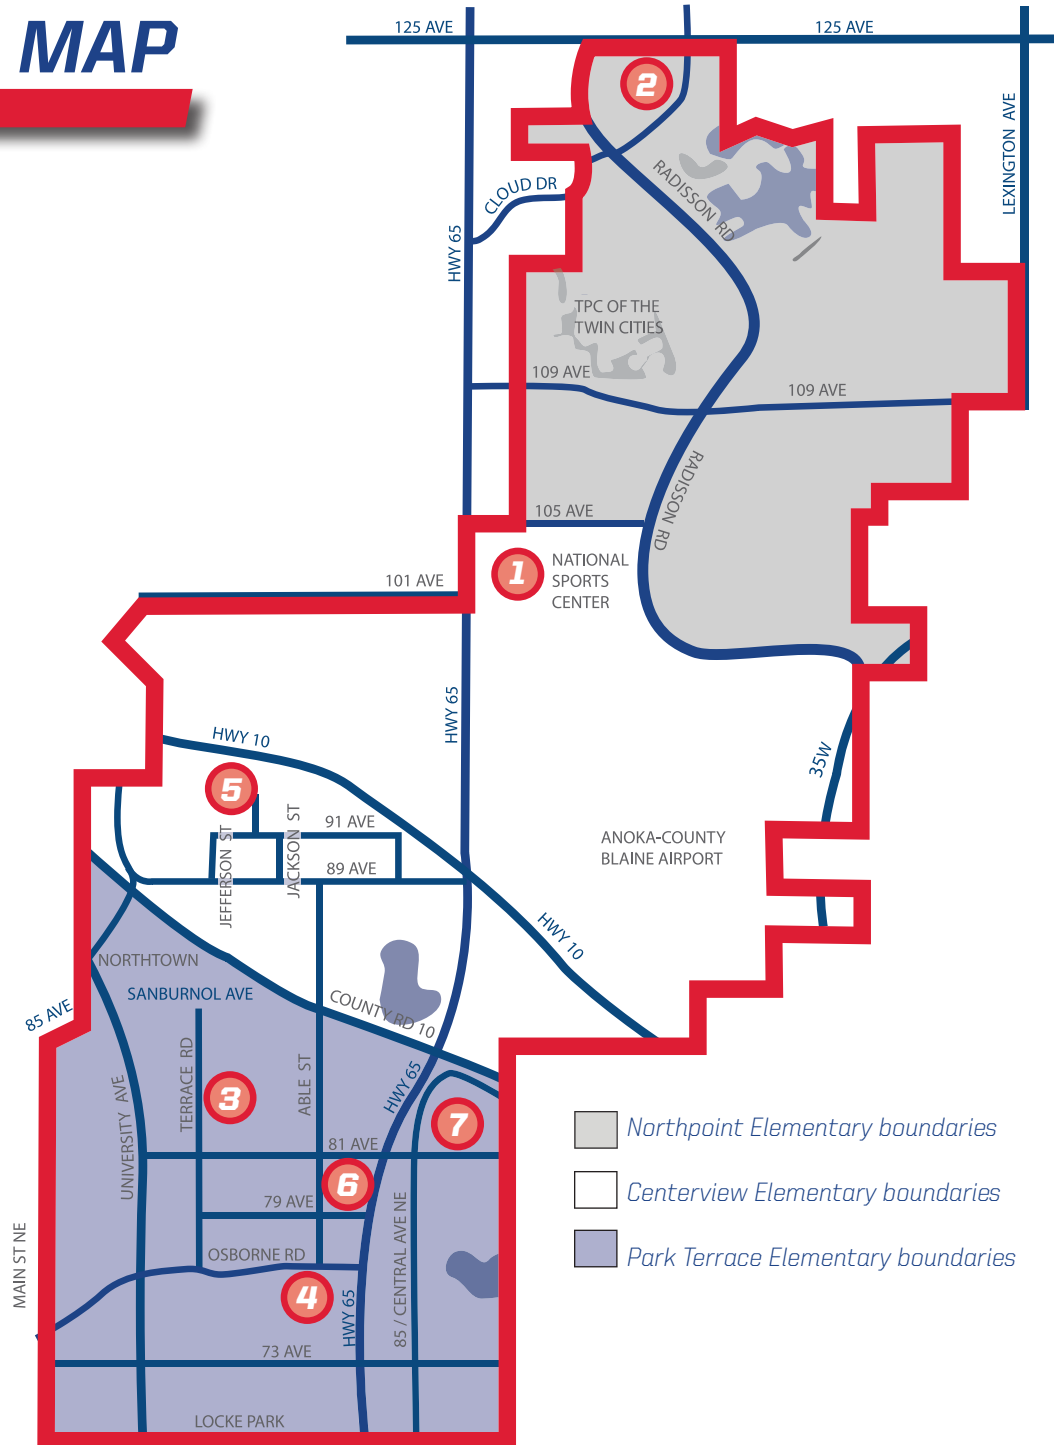 MAP
125 AVE
125 AVE
2
LEXINGTON AVE
RADISSON RD
CLOUD DR
HWY 65
TPC OF THE
TWIN CITIES
109 AVE
109 AVE
RADISSON RD
105 AVE
1
NATIONAL
SPORTS
CENTER
101 AVE
HWY 65
HWY 10
35W
5
91 AVE
JEFFERSON ST
JACKSON ST
89 AVE
ANOKA-COUNTY
BLAINE AIRPORT
HWY 10
NORTHTOWN
SANBURNOL AVE
85 AVE
COUNTY RD 10
TERRACE RD
ABLE ST
HWY 65
UNIVERSITY AVE
3
7
81 AVE
6
79 AVE
85 / CENTRAL AVE NE
OSBORNE RD
MAIN ST NE
4
HWY 65
73 AVE
LOCKE PARK
Northpoint Elementary boundaries
Centerview Elementary boundaries
Park Terrace Elementary boundaries